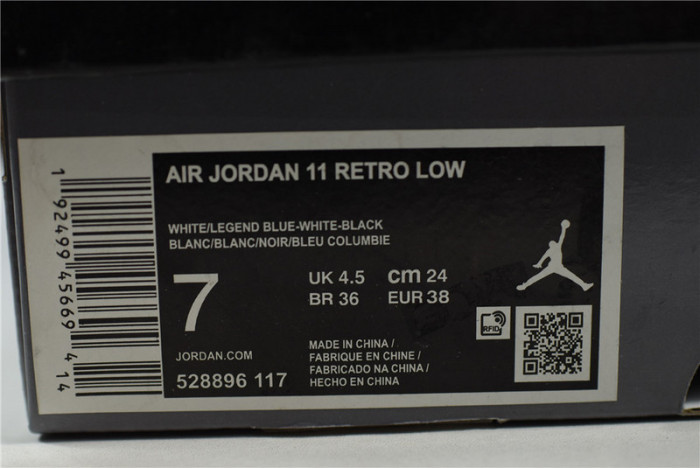 1 92499 45669 414
AIR JORDAN 11 RETRO LOW
WHITE/LEGEND BLUE-WHITE-BLACK
BLANC/BLANC/NOIR/BLEU COLUMBIE
7
UK 4.5 cm 24
BR 36 EUR 38
JORDAN.COM
528896 117
MADE IN CHINA /
FABRIQUE EN CHINE /
FABRICADO NA CHINA /
HECHO EN CHINA
RFID